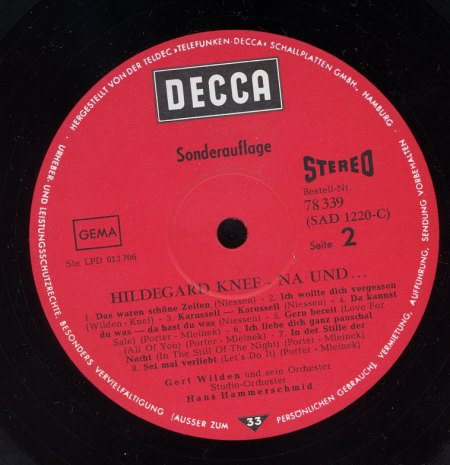 HERGESTELLT VON DER TELDEC »TELEFUNKEN-DECCA« SCHALLPLATTEN GMBH., HAMBURG
URHEBER- UND LEISTUNGSSCHUTZRECHTE, BESONDERS VERVIELFÄLTIGUNG (AUSSER ZUM PERSÖNLICHEN GEBRAUCH), VERMIETUNG, AUFFÜHRUNG, SENDUNG VORBEHALTEN
33
DECCA
Sonderauflage
STEREO
Bestell-Nr.
78 339
(SAD 1220-C)
Seite 2
GEMA
Ste LPD 013 706
HILDEGARD KNEF - NA UND...
1. Das waren schöne Zeiten (Niessen) - 2. Ich wollte dich vergessen
(Wilden-Knef) - 3. Karussell — Karussell (Niessen) - 4. Da kannst
du was — da hast du was (Niessen) - 5. Gern bereit (Love For
Sale) (Porter - Mleinek) - 6. Ich liebe dich ganz pauschal
(All Of You) (Porter - Mleinek) - 7. In der Stille der
Nacht (In The Still Of The Night) (Porter - Mleinek)
8. Sei mal verliebt (Let's Do it) (Porter - Mleinek)
Gert Wilden und sein Orchester
Studio-Orchester
Hans Hammerschmid